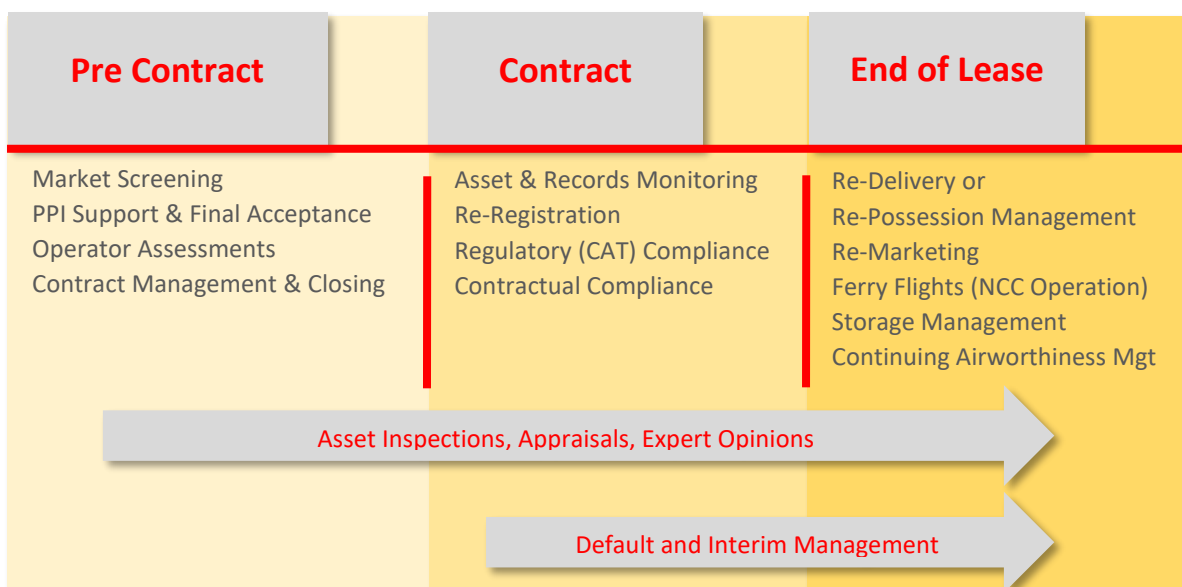 Pre Contract
Contract
End of Lease
Market Screening
PPI Support & Final Acceptance
Operator Assessments
Contract Management & Closing
Asset & Records Monitoring
Re-Registration
Regulatory (CAT) Compliance
Contractual Compliance
Re-Delivery or
Re-Possession Management
Re-Marketing
Ferry Flights (NCC Operation)
Storage Management
Continuing Airworthiness Mgt
Asset Inspections, Appraisals, Expert Opinions
Default and Interim Management